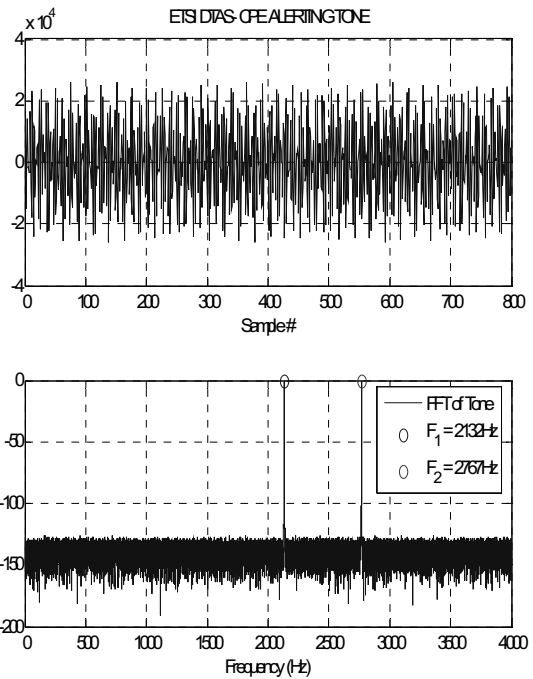 ETSI DTAS- CPE ALERTING TONE
x 10^4
4
2
0
-2
-4
0 100 200 300 400 500 600 700 800
Sample #
0
-50
-100
-150
-200
FFT of Tone
F_1 = 2132Hz
F_2 = 2767Hz
0 500 1000 1500 2000 2500 3000 3500 4000
Frequency (Hz)